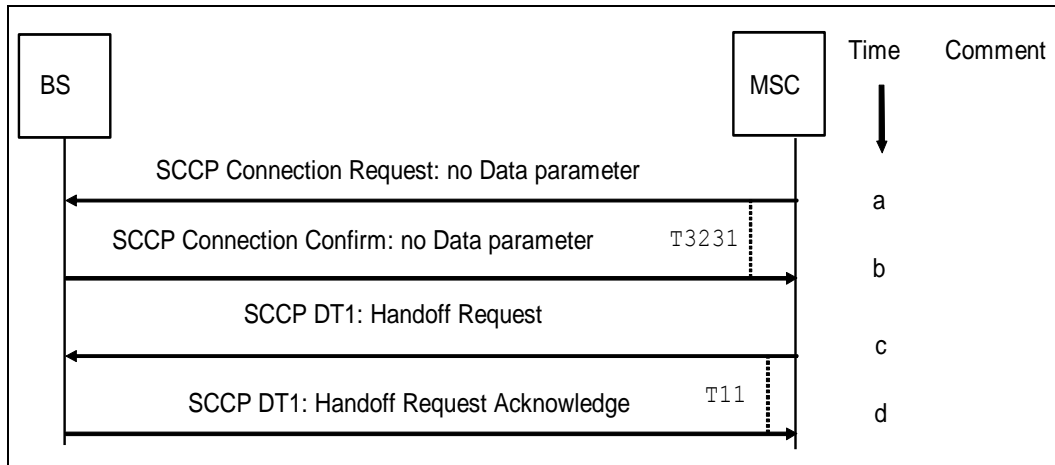 BS
MSC
Time
Comment
SCCP Connection Request: no Data parameter
a
SCCP Connection Confirm: no Data parameter
T3231
b
SCCP DT1: Handoff Request
c
SCCP DT1: Handoff Request Acknowledge
T11
d